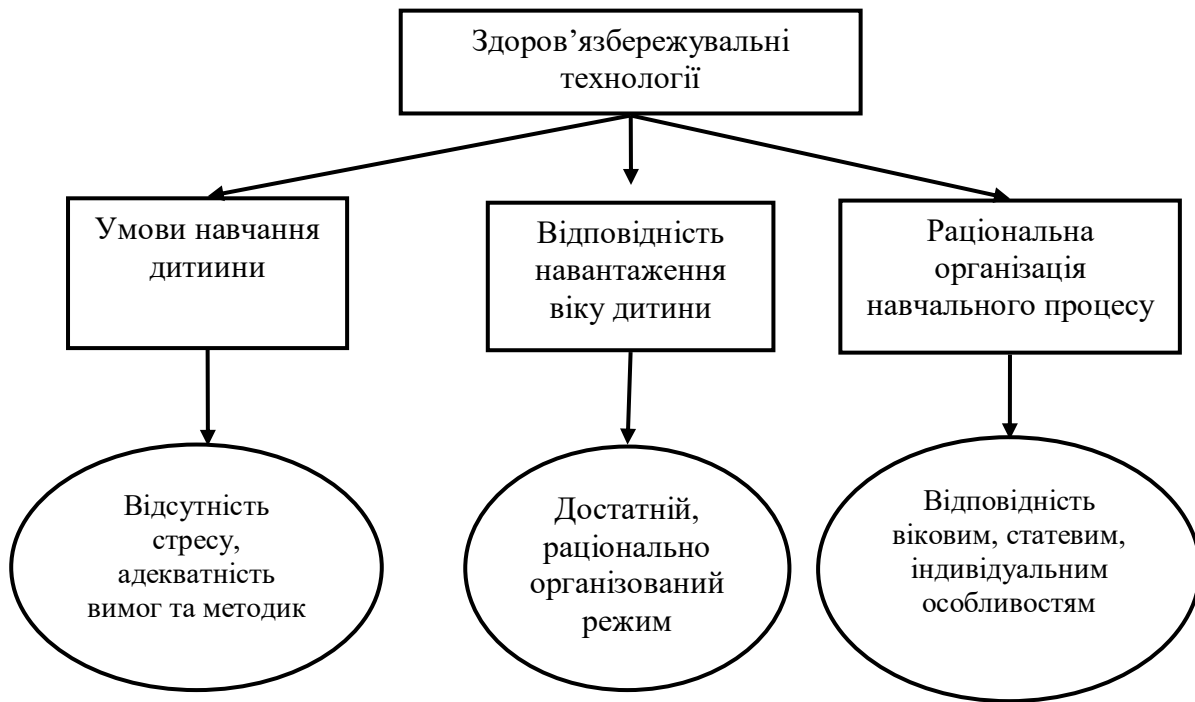 Здоров’язбережувальні
технології
Умови навчання
дитиини
Відповідність
навантаження
віку дитини
Раціональна
організація
навчального процесу
Відсутність
стресу,
адекватність
вимог та методик
Достатній,
раціонально
організований
режим
Відповідність
віковим, статевим,
індивідуальним
особливостям